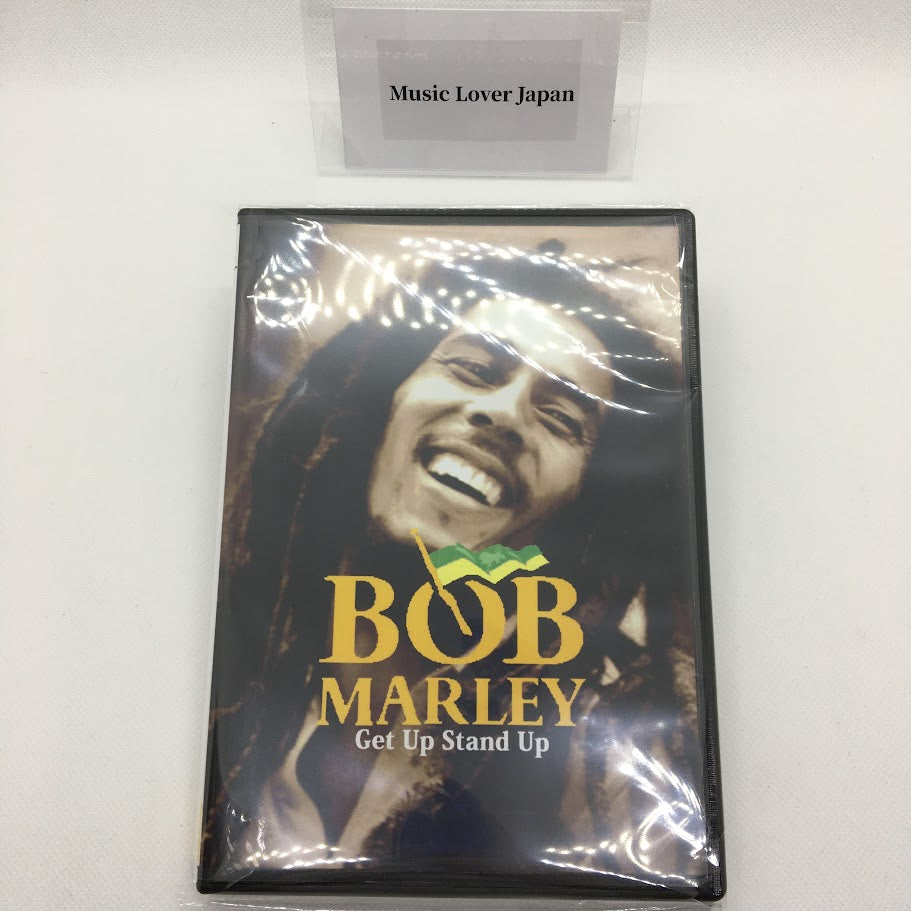 Music Lover Japan
BOB
MARLEY
Get Up Stand Up